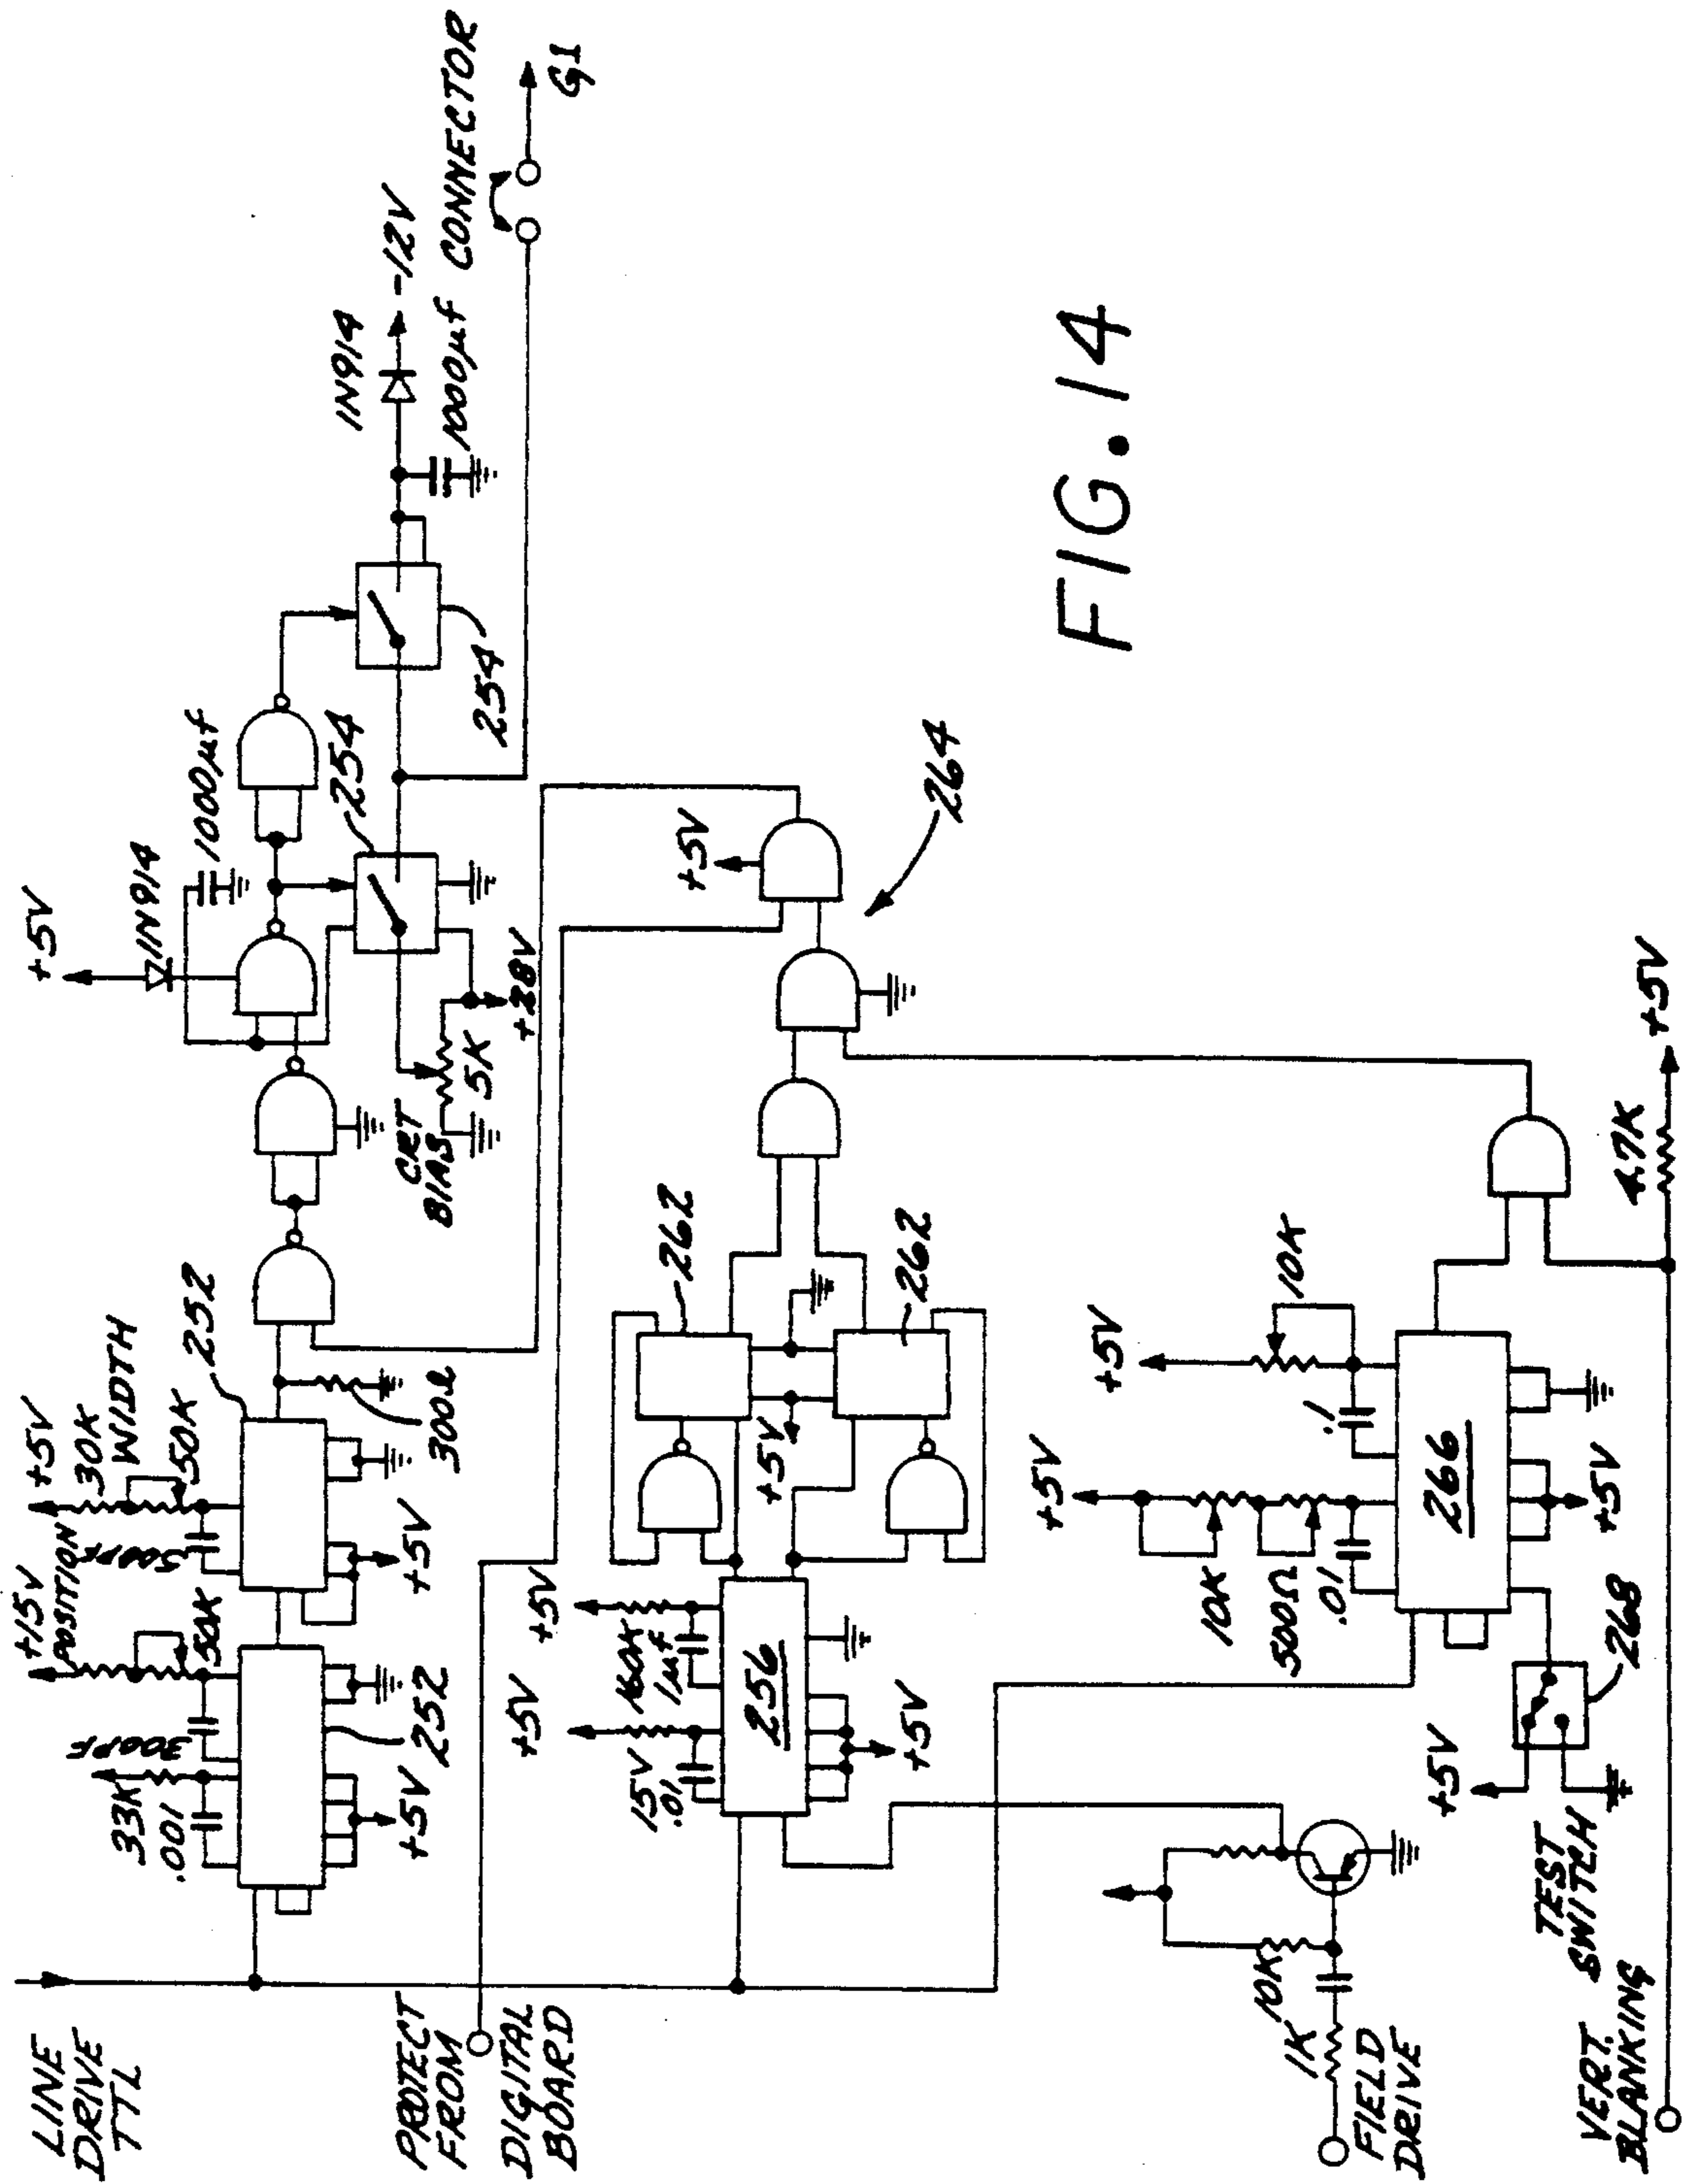 LINE
DRIVE
TTL
33K
.001
300PF
+15V
POSITION
50K
252
+5V
+5V
30K
WIDTH
50K
252
+5V
300Ω
+5V
1N914
1000µf
254
CRT
BIAS
5K
+28V
254
1N914
-12V
1000µf
CONNECTOR
G1
PROTECT
FROM
DIGITAL
BOARD
+5V
15V
.01
+5V
160K
1µf
256
+5V
262
+5V
262
+5V
264
FIG. 14
FIELD
DRIVE
1K
10K
+5V
10K
500Ω
.01
+5V
10K
.1
266
+5V
268
+5V
TEST
SWITCH
VERT.
BLANKING
4.7K
+5V